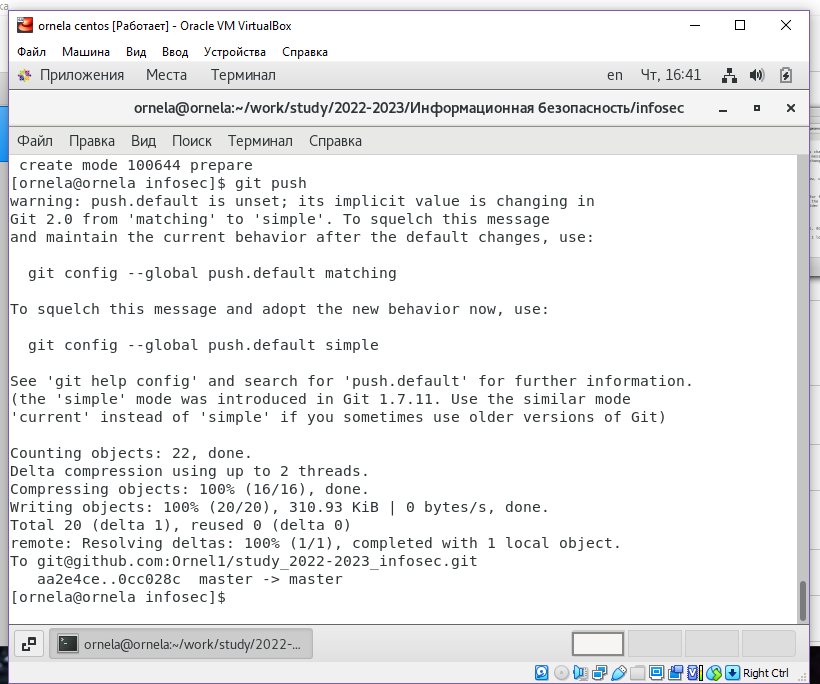 ornela centos [Работает] - Oracle VM VirtualBox
Файл Машина Вид Ввод Устройства Справка
Приложения Места Терминал en Чт, 16:41
ornela@ornela:~/work/study/2022-2023/Информационная безопасность/infosec
Файл Правка Вид Поиск Терминал Справка
create mode 100644 prepare
[ornela@ornela infosec]$ git push
warning: push.default is unset; its implicit value is changing in
Git 2.0 from 'matching' to 'simple'. To squelch this message
and maintain the current behavior after the default changes, use:
git config --global push.default matching
To squelch this message and adopt the new behavior now, use:
git config --global push.default simple
See 'git help config' and search for 'push.default' for further information.
(the 'simple' mode was introduced in Git 1.7.11. Use the similar mode
'current' instead of 'simple' if you sometimes use older versions of Git)
Counting objects: 22, done.
Delta compression using up to 2 threads.
Compressing objects: 100% (16/16), done.
Writing objects: 100% (20/20), 310.93 KiB | 0 bytes/s, done.
Total 20 (delta 1), reused 0 (delta 0)
remote: Resolving deltas: 100% (1/1), completed with 1 local object.
To git@github.com:Ornel1/study_2022-2023_infosec.git
aa2e4ce..0cc028c master -> master
[ornela@ornela infosec]$
ornela@ornela:~/work/study/2022-...
Right Ctrl